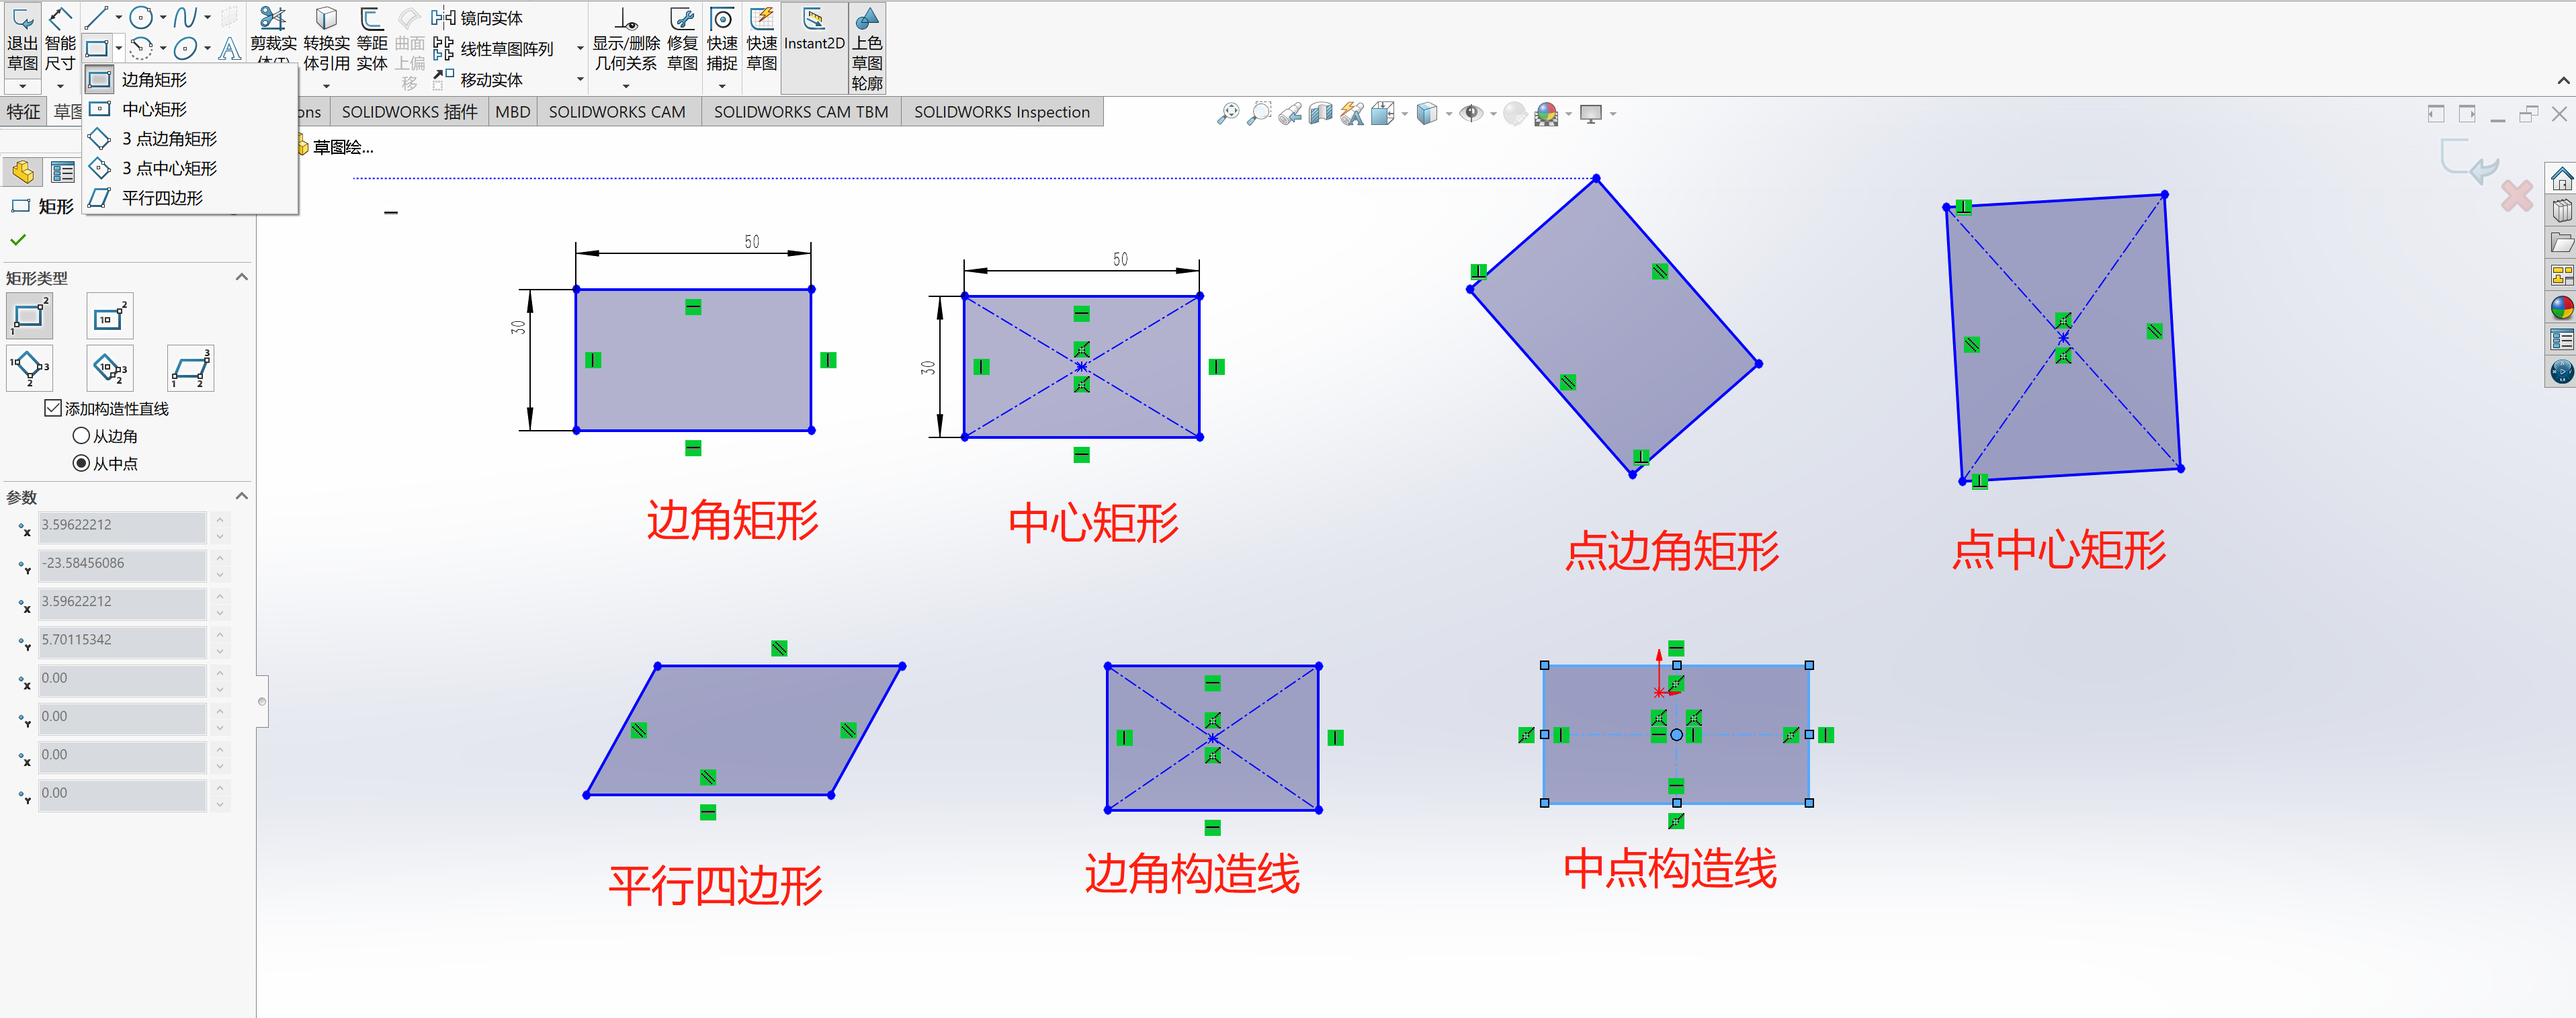 退出草图
智能尺寸
剪裁实体(T)
转换实体引用
等距实体
曲面上偏移
镜向实体
线性草图阵列
移动实体
显示/删除几何关系
修复草图
快速捕捉
快速草图
Instant2D
上色草图轮廓
边角矩形
中心矩形
3 点边角矩形
3 点中心矩形
平行四边形
特征
草图
ons
SOLIDWORKS 插件
MBD
SOLIDWORKS CAM
SOLIDWORKS CAM TBM
SOLIDWORKS Inspection
草图绘...
矩形
矩形类型
添加构造性直线
从边角
从中点
参数
3.59622212
-23.58456086
3.59622212
5.70115342
0.00
0.00
0.00
0.00
50
30
50
30
边角矩形
中心矩形
点边角矩形
点中心矩形
平行四边形
边角构造线
中点构造线